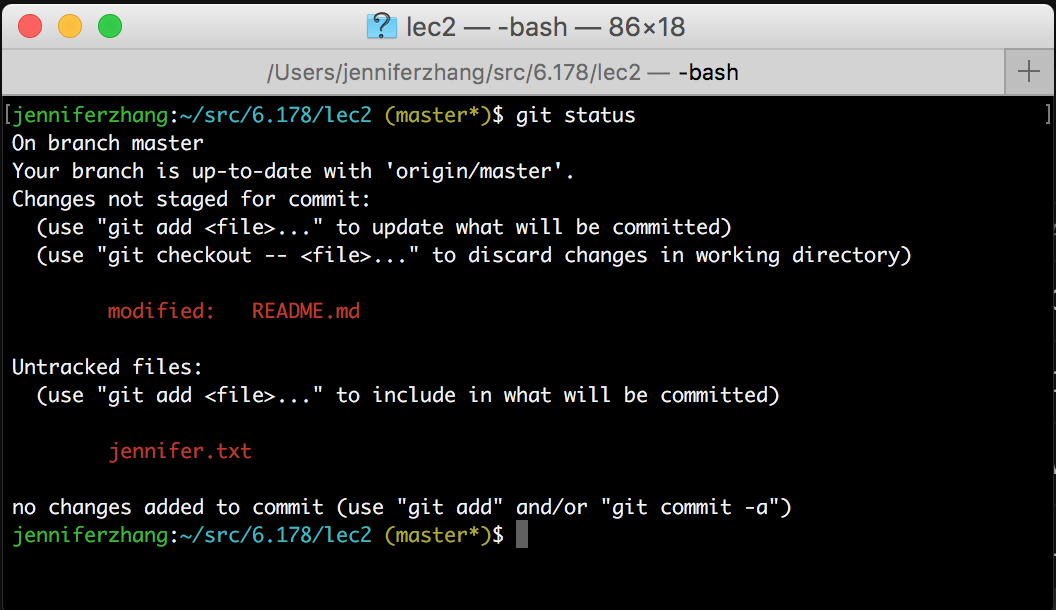 lec2 — -bash — 86×18
/Users/jenniferzhang/src/6.178/lec2 — -bash
[jenniferzhang:~/src/6.178/lec2 (master*)$ git status ]
On branch master
Your branch is up-to-date with 'origin/master'.
Changes not staged for commit:
  (use "git add <file>..." to update what will be committed)
  (use "git checkout -- <file>..." to discard changes in working directory)
        modified:   README.md
Untracked files:
  (use "git add <file>..." to include in what will be committed)
        jennifer.txt
no changes added to commit (use "git add" and/or "git commit -a")
jenniferzhang:~/src/6.178/lec2 (master*)$